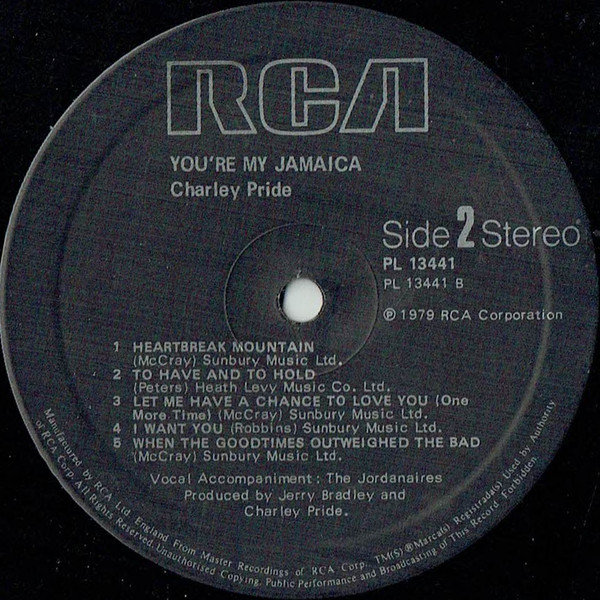 RCA
YOU'RE MY JAMAICA
Charley Pride
Side 2 Stereo
PL 13441
PL 13441 B
℗ 1979 RCA Corporation
1 HEARTBREAK MOUNTAIN
(McCray) Sunbury Music Ltd.
2 TO HAVE AND TO HOLD
(Peters) Heath Levy Music Co. Ltd.
3 LET ME HAVE A CHANCE TO LOVE YOU (One
More Time) (McCray) Sunbury Music Ltd.
4 I WANT YOU (Robbins) Sunbury Music Ltd.
5 WHEN THE GOODTIMES OUTWEIGHED THE BAD
(McCray) Sunbury Music Ltd.
Vocal Accompaniment : The Jordanaires
Produced by Jerry Bradley and
Charley Pride.
Manufactured by RCA Ltd. England From Master Recordings of RCA Corp. TM(S)®Marca(s) Registrada(s) Used by Authority
of RCA Corp. All Rights Reserved. Unauthorised Copying, Public Performance and Broadcasting of This Record Forbidden